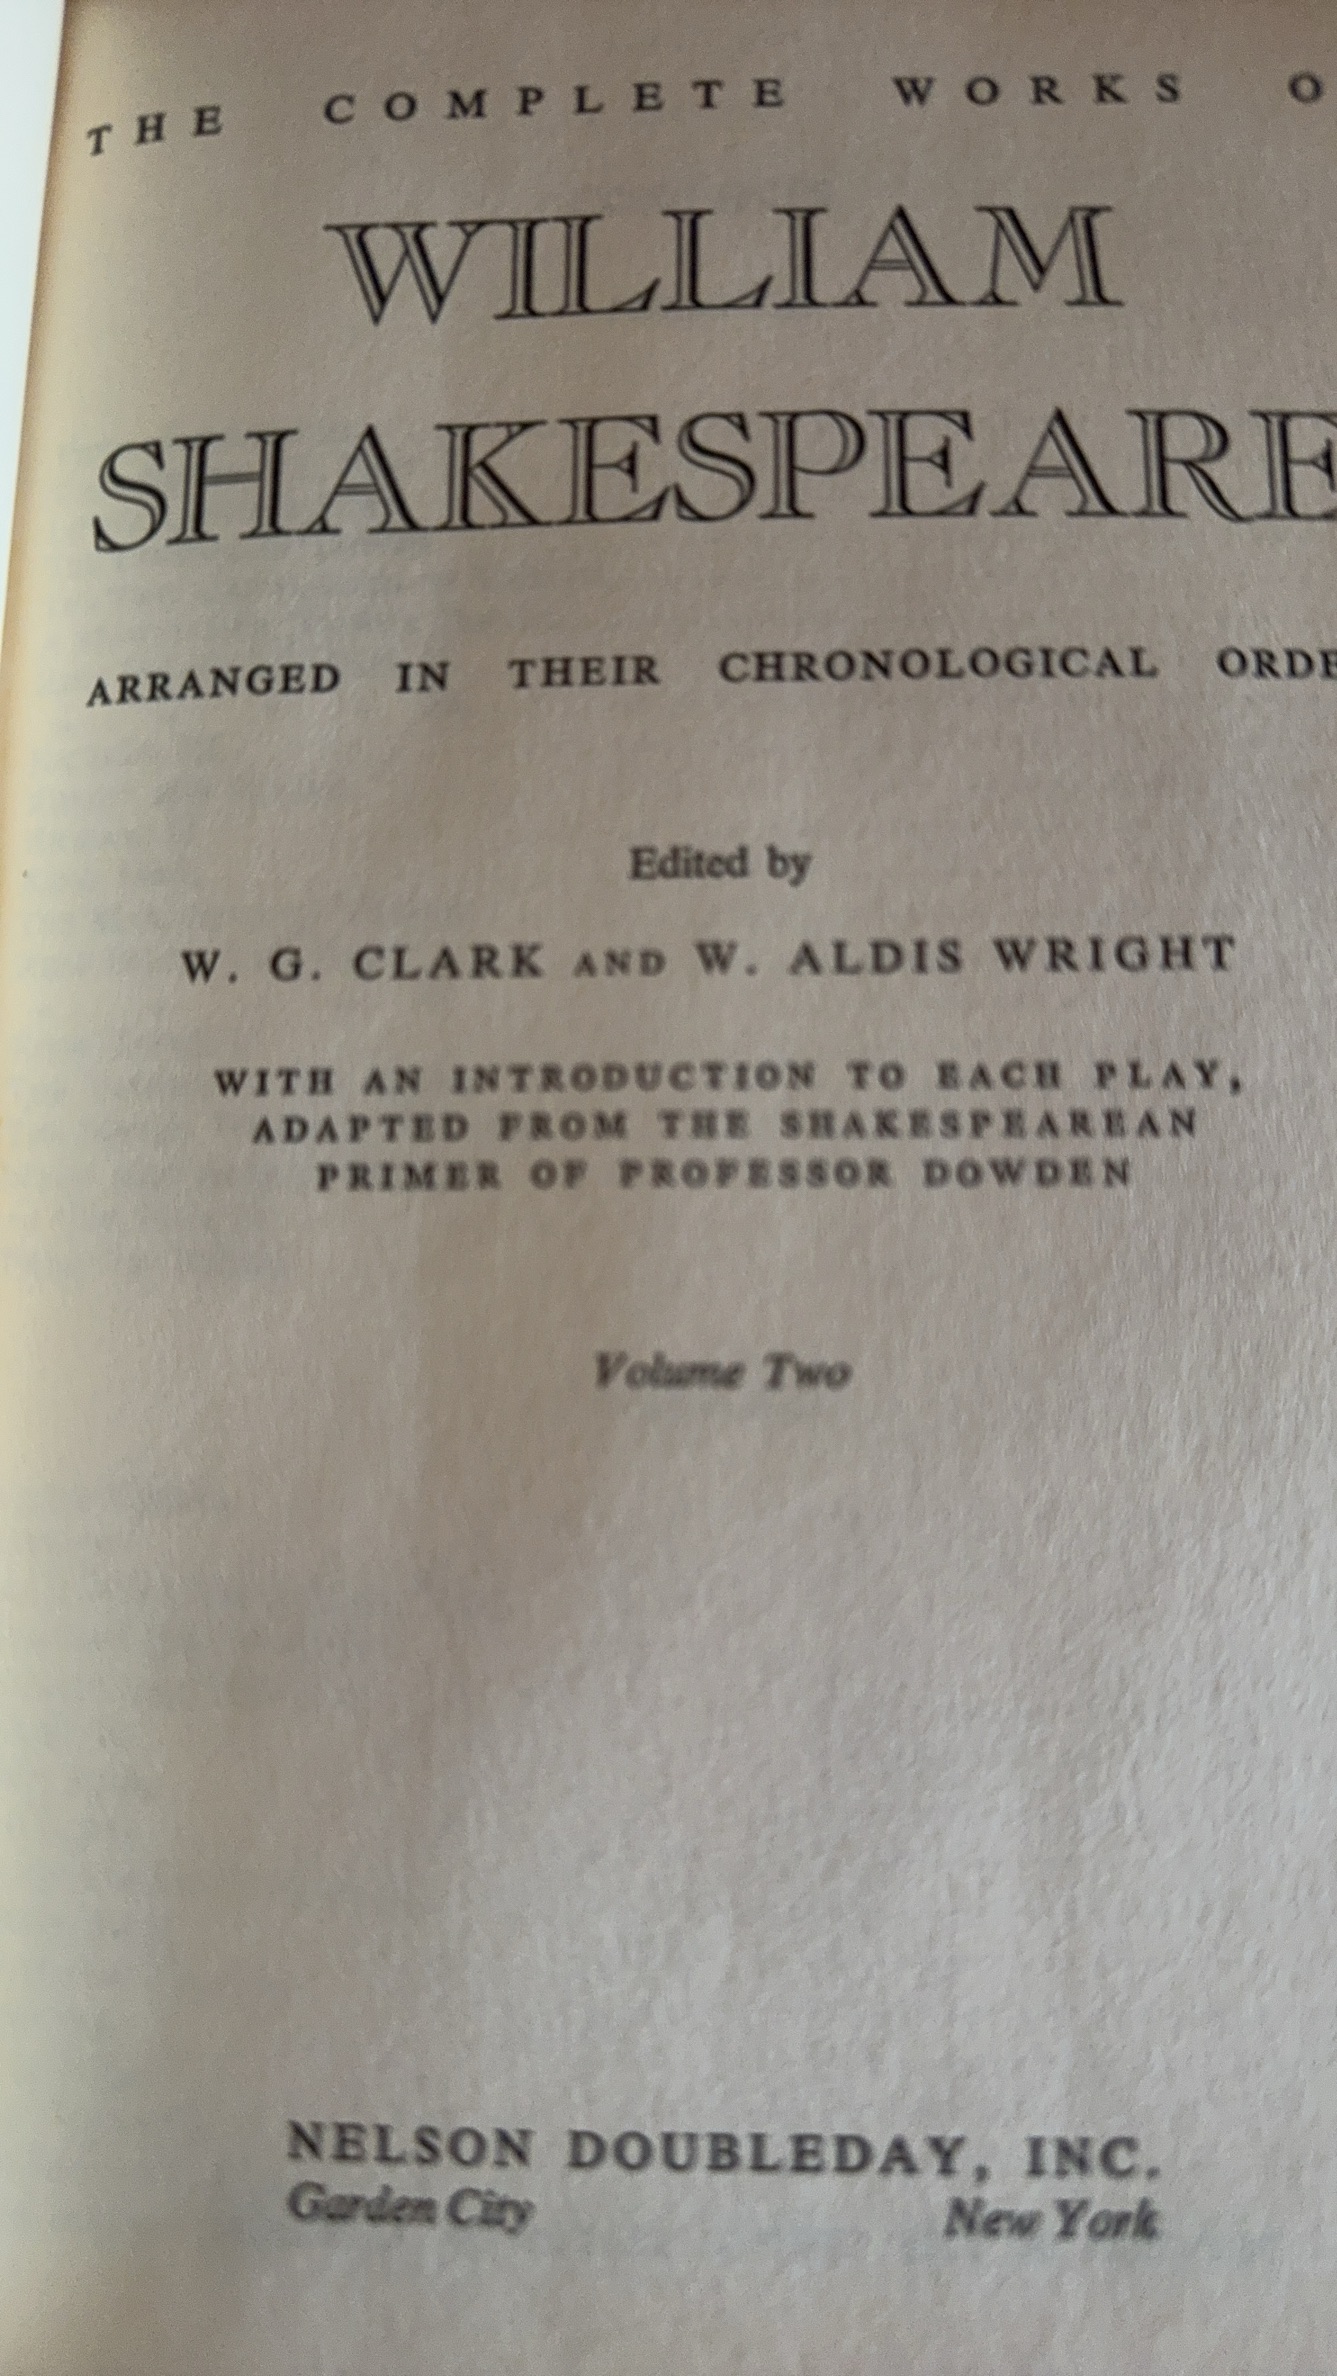 THE COMPLETE WORKS O
WILLIAM
SHAKESPEARE
ARRANGED IN THEIR CHRONOLOGICAL ORDE
Edited by
W. G. CLARK AND W. ALDIS WRIGHT
WITH AN INTRODUCTION TO EACH PLAY,
ADAPTED FROM THE SHAKESPEAREAN
PRIMER OF PROFESSOR DOWDEN
Volume Two
NELSON DOUBLEDAY, INC.
Garden City New York